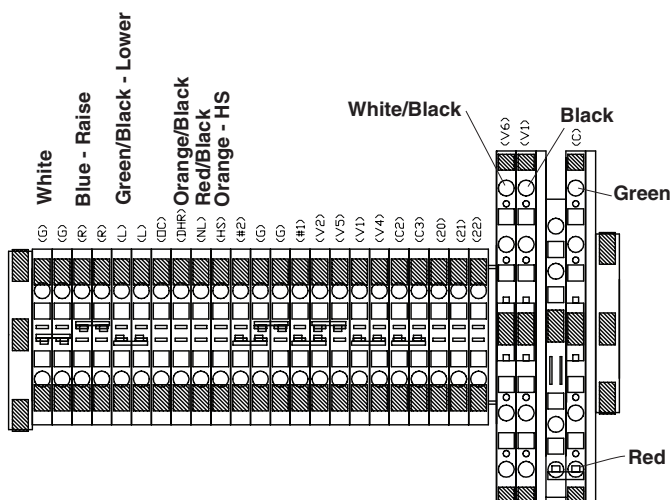 White
Blue - Raise
Green/Black - Lower
Orange/Black
Red/Black
Orange - HS
White/Black
Black
Green
Red
(G)
(G)
(R)
(R)
(L)
(L)
(OC)
(DHR)
(NL)
(HS)
(#2)
(G)
(G)
(#1)
(V2)
(V5)
(V1)
(V4)
(C2)
(C3)
(20)
(21)
(22)
(V6)
(V1)
(C)